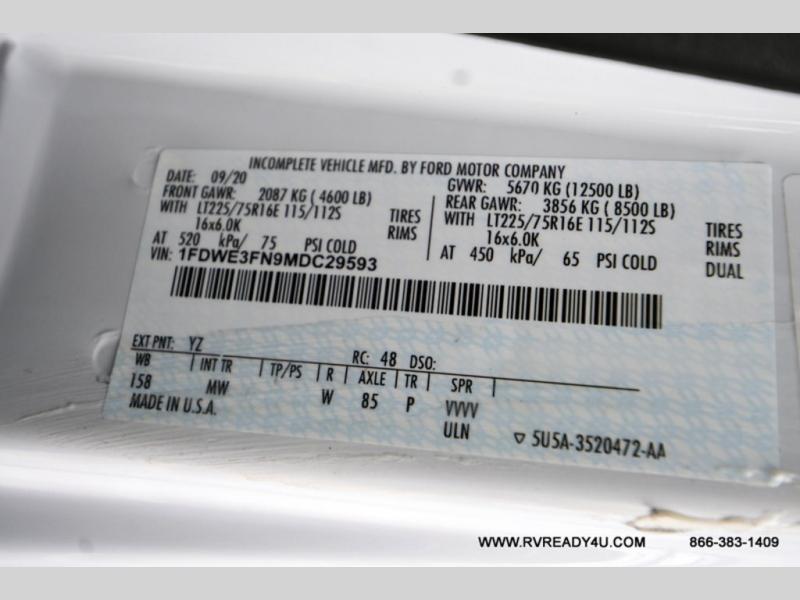 INCOMPLETE VEHICLE MFD. BY FORD MOTOR COMPANY
DATE: 09/20 GVWR: 5670 KG (12500 LB)
FRONT GAWR: 2087 KG ( 4600 LB) REAR GAWR: 3856 KG ( 8500 LB)
WITH LT225/75R16E 115/112S TIRES WITH LT225/75R16E 115/112S TIRES
16x6.0K RIMS 16x6.0K RIMS
AT 520 kPa/ 75 PSI COLD AT 450 kPa/ 65 PSI COLD DUAL
VIN: 1FDWE3FN9MDC29593
EXT PNT: YZ RC: 48 DSO:
WB INT TR TP/PS R AXLE TR SPR
158 MW W 85 P VVVV
MADE IN U.S.A. ULN 5U5A-3520472-AA
WWW.RVREADY4U.COM 866-383-1409